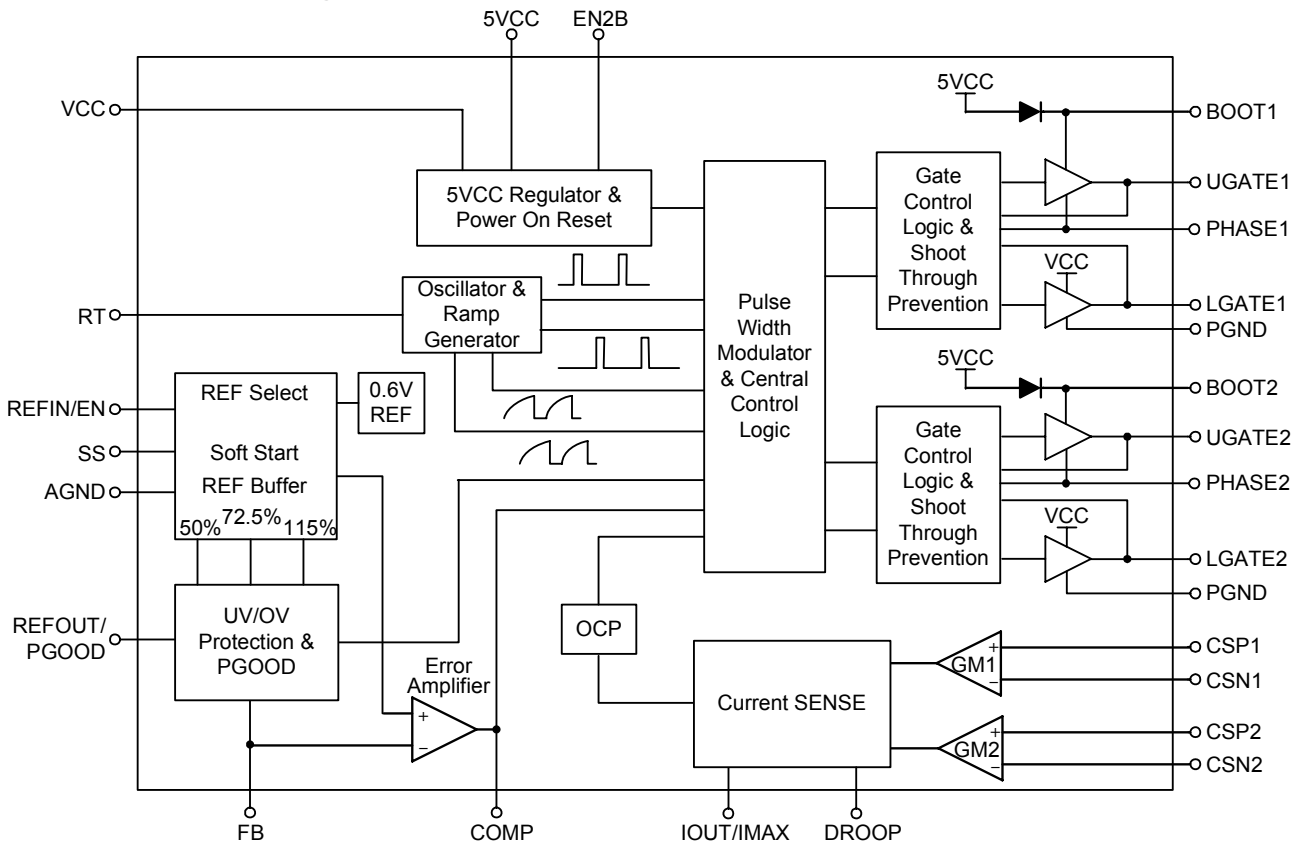 5VCC
EN2B
VCC
5VCC Regulator &
Power On Reset
RT
Oscillator &
Ramp
Generator
REFIN/EN
SS
AGND
REF Select
Soft Start
REF Buffer
50%
72.5%
115%
0.6V
REF
REFOUT/
PGOOD
UV/OV
Protection &
PGOOD
Error
Amplifier
+
−
Pulse
Width
Modulator
& Central
Control
Logic
OCP
Current SENSE
Gate
Control
Logic &
Shoot
Through
Prevention
5VCC
VCC
BOOT1
UGATE1
PHASE1
LGATE1
PGND
Gate
Control
Logic &
Shoot
Through
Prevention
5VCC
VCC
BOOT2
UGATE2
PHASE2
LGATE2
PGND
GM1
+
−
CSP1
CSN1
GM2
+
−
CSP2
CSN2
FB
COMP
IOUT/IMAX
DROOP